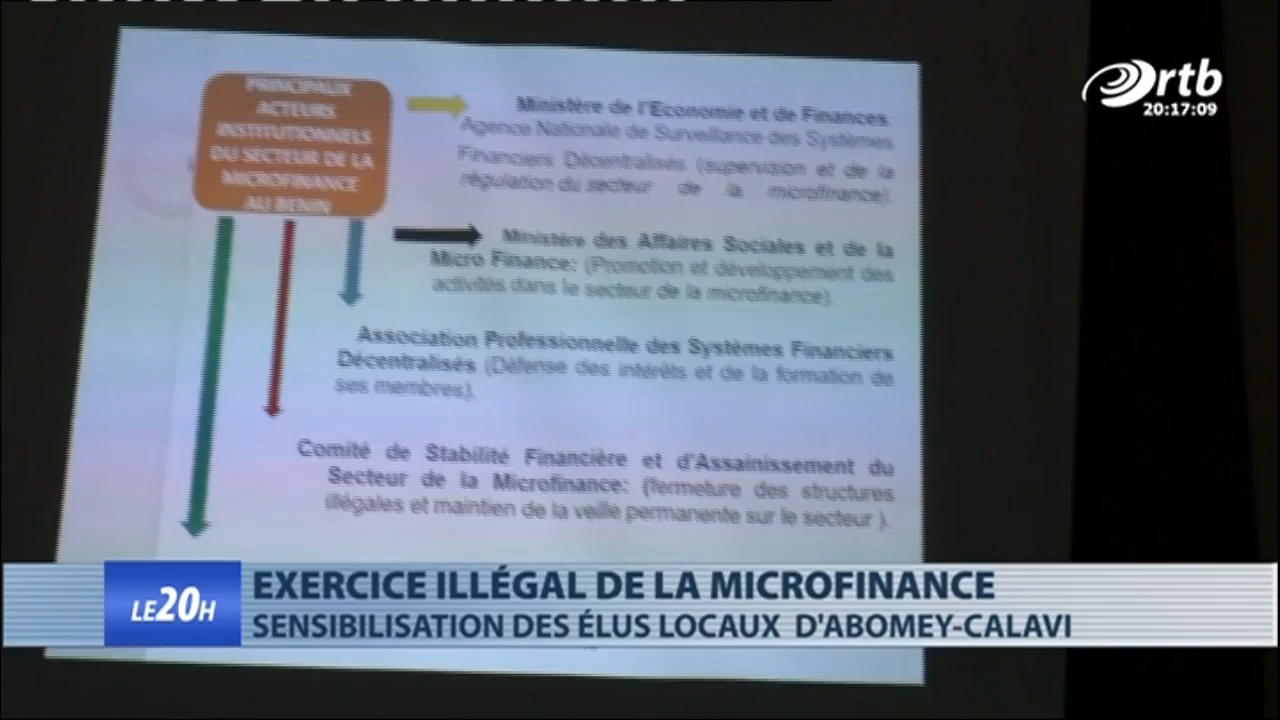 ortb
20:17:09
PRINCIPAUX
ACTEURS
INSTITUTIONNELS
DU SECTEUR DE LA
MICROFINANCE
AU BENIN
Ministère de l'Economie et de Finances
Agence Nationale de Surveillance des Systèmes
Financiers Décentralisés (supervision et de la
régulation du secteur de la microfinance).
Ministère des Affaires Sociales et de la
Micro Finance: (Promotion et développement des
activités dans le secteur de la microfinance).
Association Professionnelle des Systèmes Financiers
Décentralisés (Défense des intérêts et de la formation de
ses membres).
Comité de Stabilité Financière et d'Assainissement du
Secteur de la Microfinance: (fermeture des structures
illégales et maintien de la veille permanente sur le secteur ).
LE20H
EXERCICE ILLÉGAL DE LA MICROFINANCE
SENSIBILISATION DES ÉLUS LOCAUX D'ABOMEY-CALAVI